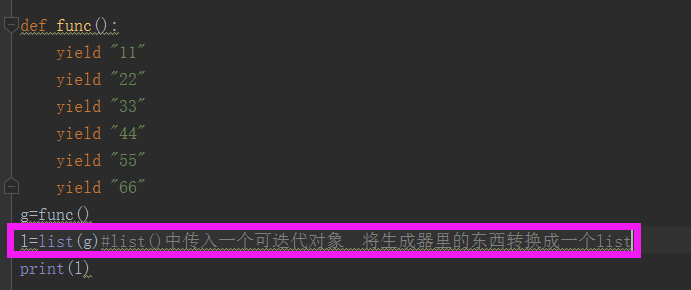 def func():
    yield "11"
    yield "22"
    yield "33"
    yield "44"
    yield "55"
    yield "66"
g=func()
l=list(g)#list()中传入一个可迭代对象  将生成器里的东西转换成一个list
print(l)